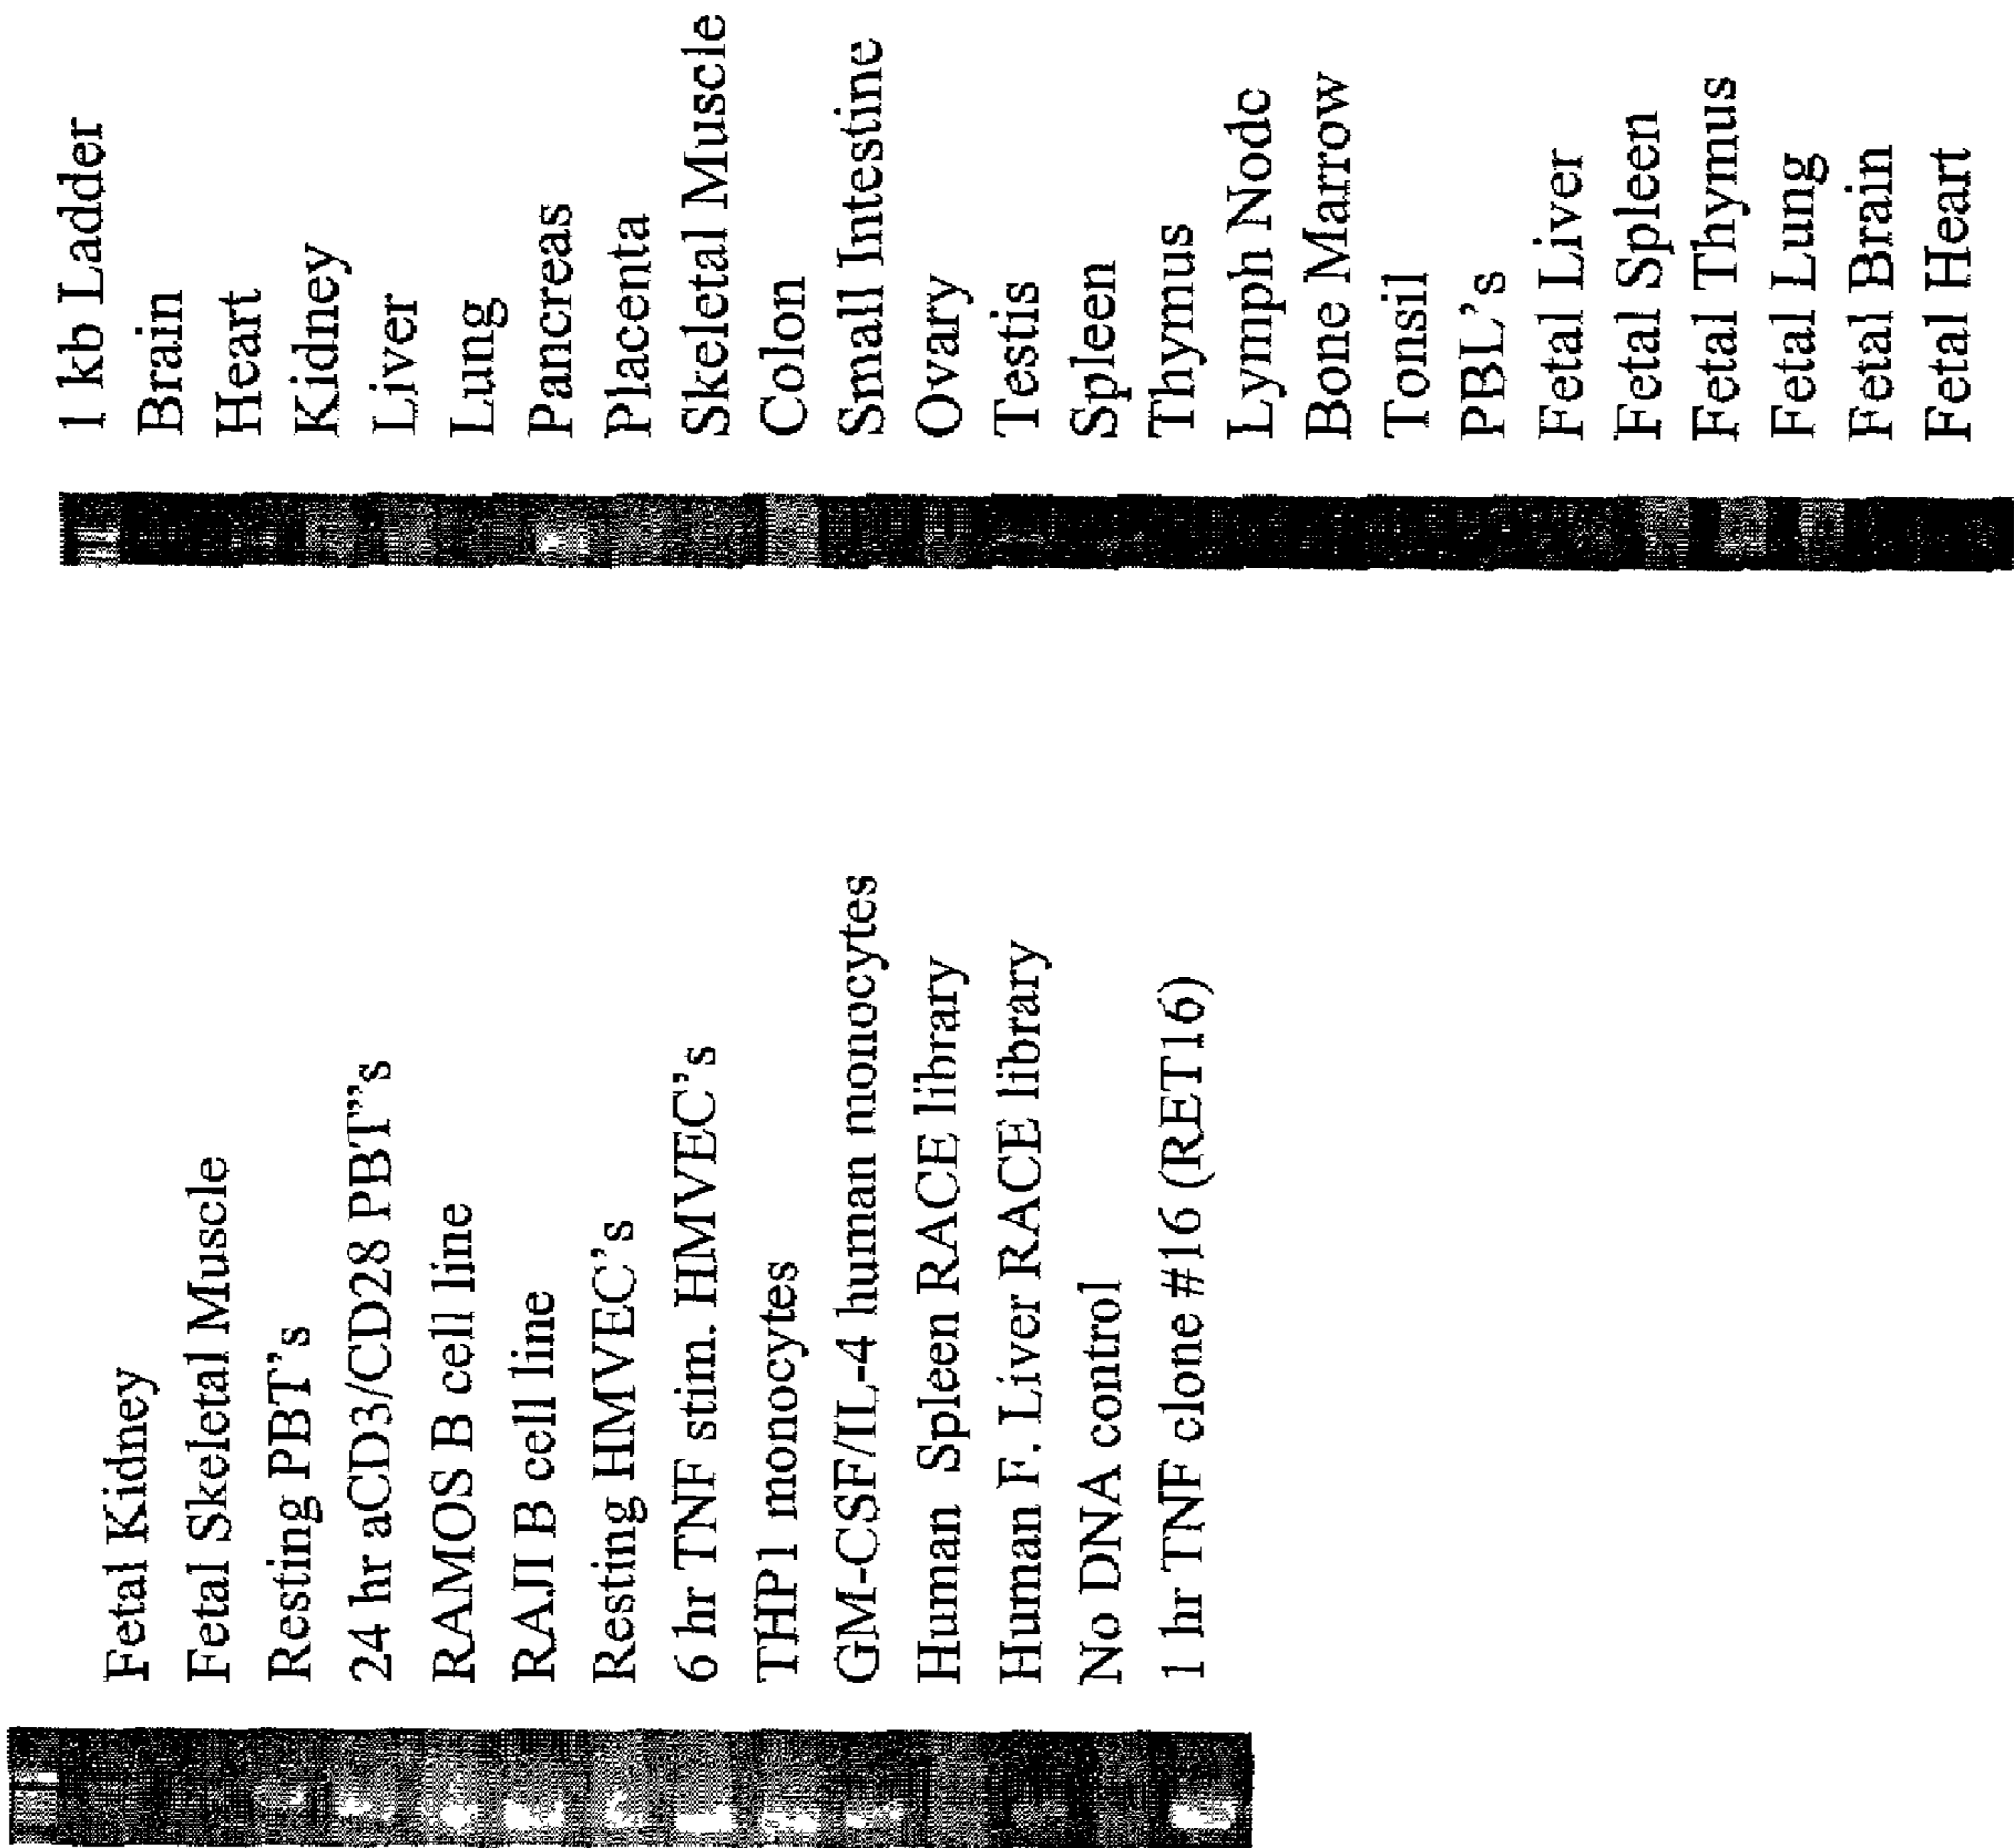 1 kb Ladder
Brain
Heart
Kidney
Liver
Lung
Pancreas
Placenta
Skeletal Muscle
Colon
Small Intestine
Ovary
Testis
Spleen
Thymus
Lymph Node
Bone Marrow
Tonsil
PBL's
Fetal Liver
Fetal Spleen
Fetal Thymus
Fetal Lung
Fetal Brain
Fetal Heart
Fetal Kidney
Fetal Skeletal Muscle
Resting PBT's
24 hr aCD3/CD28 PBT"s
RAMOS B cell line
RAJI B cell line
Resting HMVEC's
6 hr TNF stim. HMVEC's
THP1 monocytes
GM-CSF/IL-4 human monocytes
Human Spleen RACE library
Human F. Liver RACE library
No DNA control
1 hr TNF clone #16 (RET16)